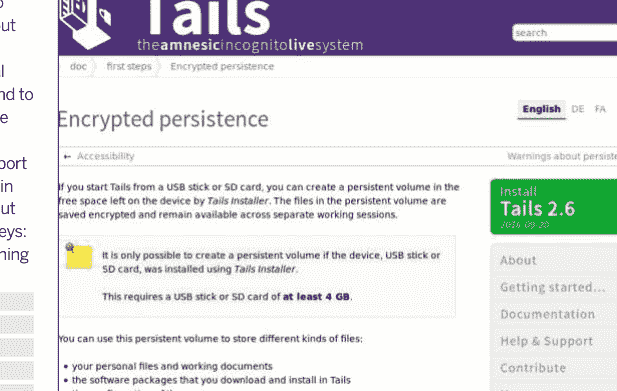 out
nd to
e
port
in
ut
eys:
ning
Tails
theamnesicincognitolivesystem
search
doc first steps Encrypted persistence
English DE FA
Encrypted persistence
← Accessibility
Warnings about persiste
If you start Tails from a USB stick or SD card, you can create a persistent volume in the
free space left on the device by Tails Installer. The files in the persistent volume are
saved encrypted and remain available across separate working sessions.
It is only possible to create a persistent volume if the device, USB stick or
SD card, was installed using Tails Installer.
This requires a USB stick or SD card of at least 4 GB.
You can use this persistent volume to store different kinds of files:
• your personal files and working documents
• the software packages that you download and install in Tails
Install
Tails 2.6
About
Getting started...
Documentation
Help & Support
Contribute